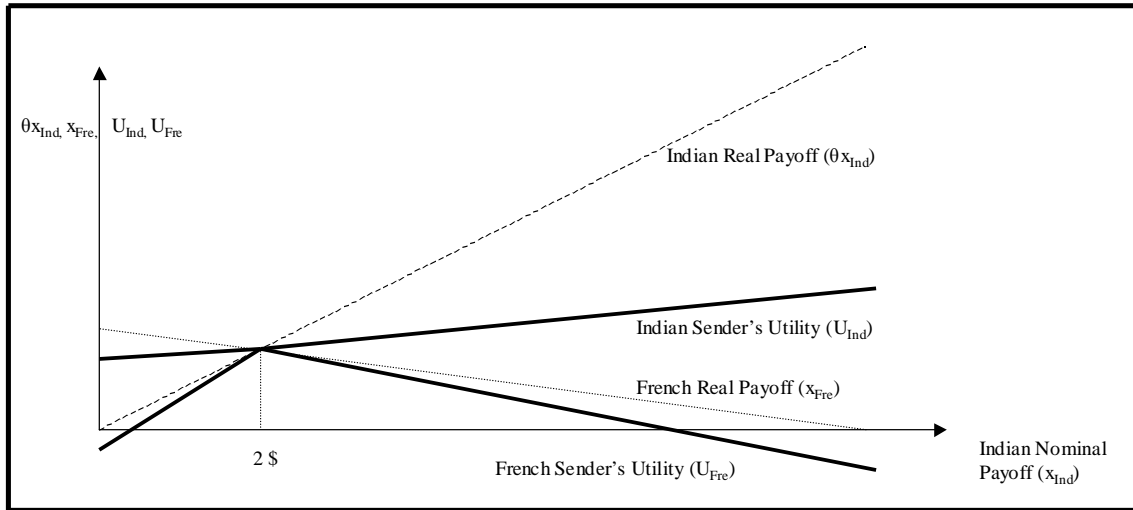 θx_Ind, x_Fre, U_Ind, U_Fre
Indian Real Payoff (θx_Ind)
Indian Sender's Utility (U_Ind)
French Real Payoff (x_Fre)
2 $
French Sender's Utility (U_Fre)
Indian Nominal
Payoff (x_Ind)